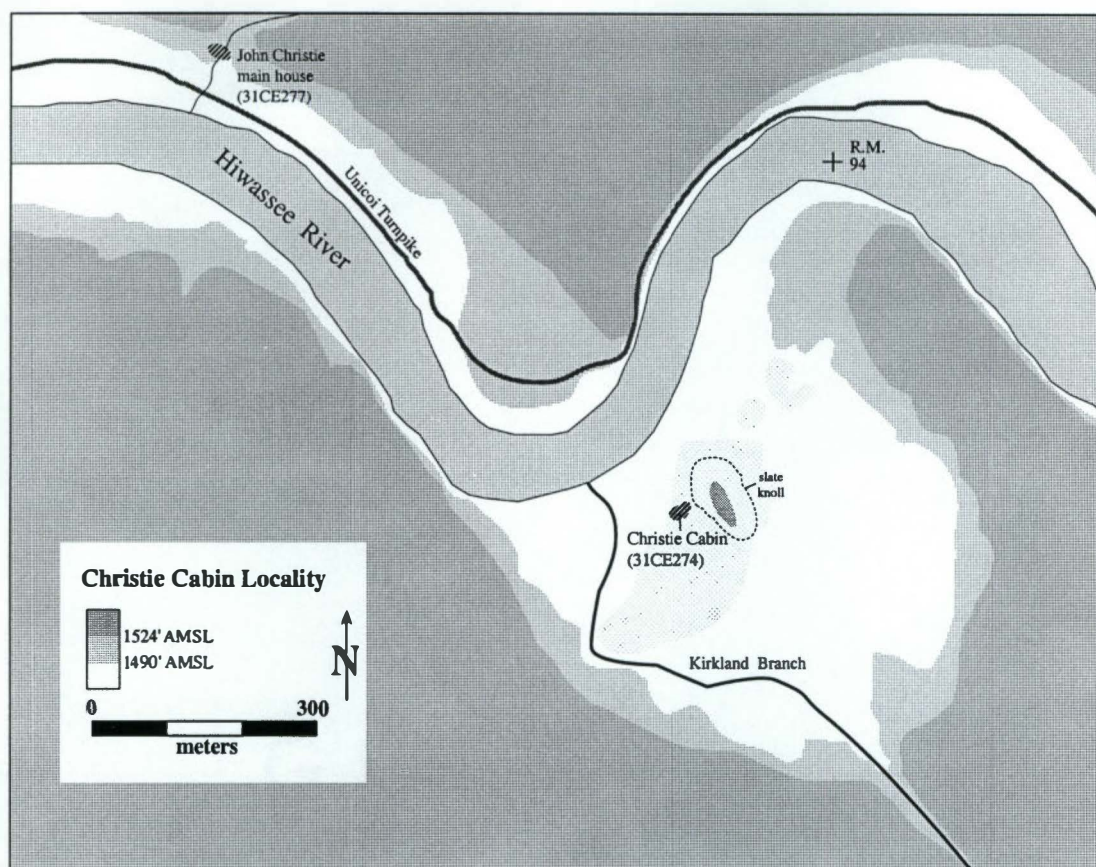 John Christie
main house
(31CE277)
Hiwassee River
Unicoi Turnpike
R.M.
94
slate
knoll
Christie Cabin
(31CE274)
Kirkland Branch
Christie Cabin Locality
1524' AMSL
1490' AMSL
N
0 300
meters